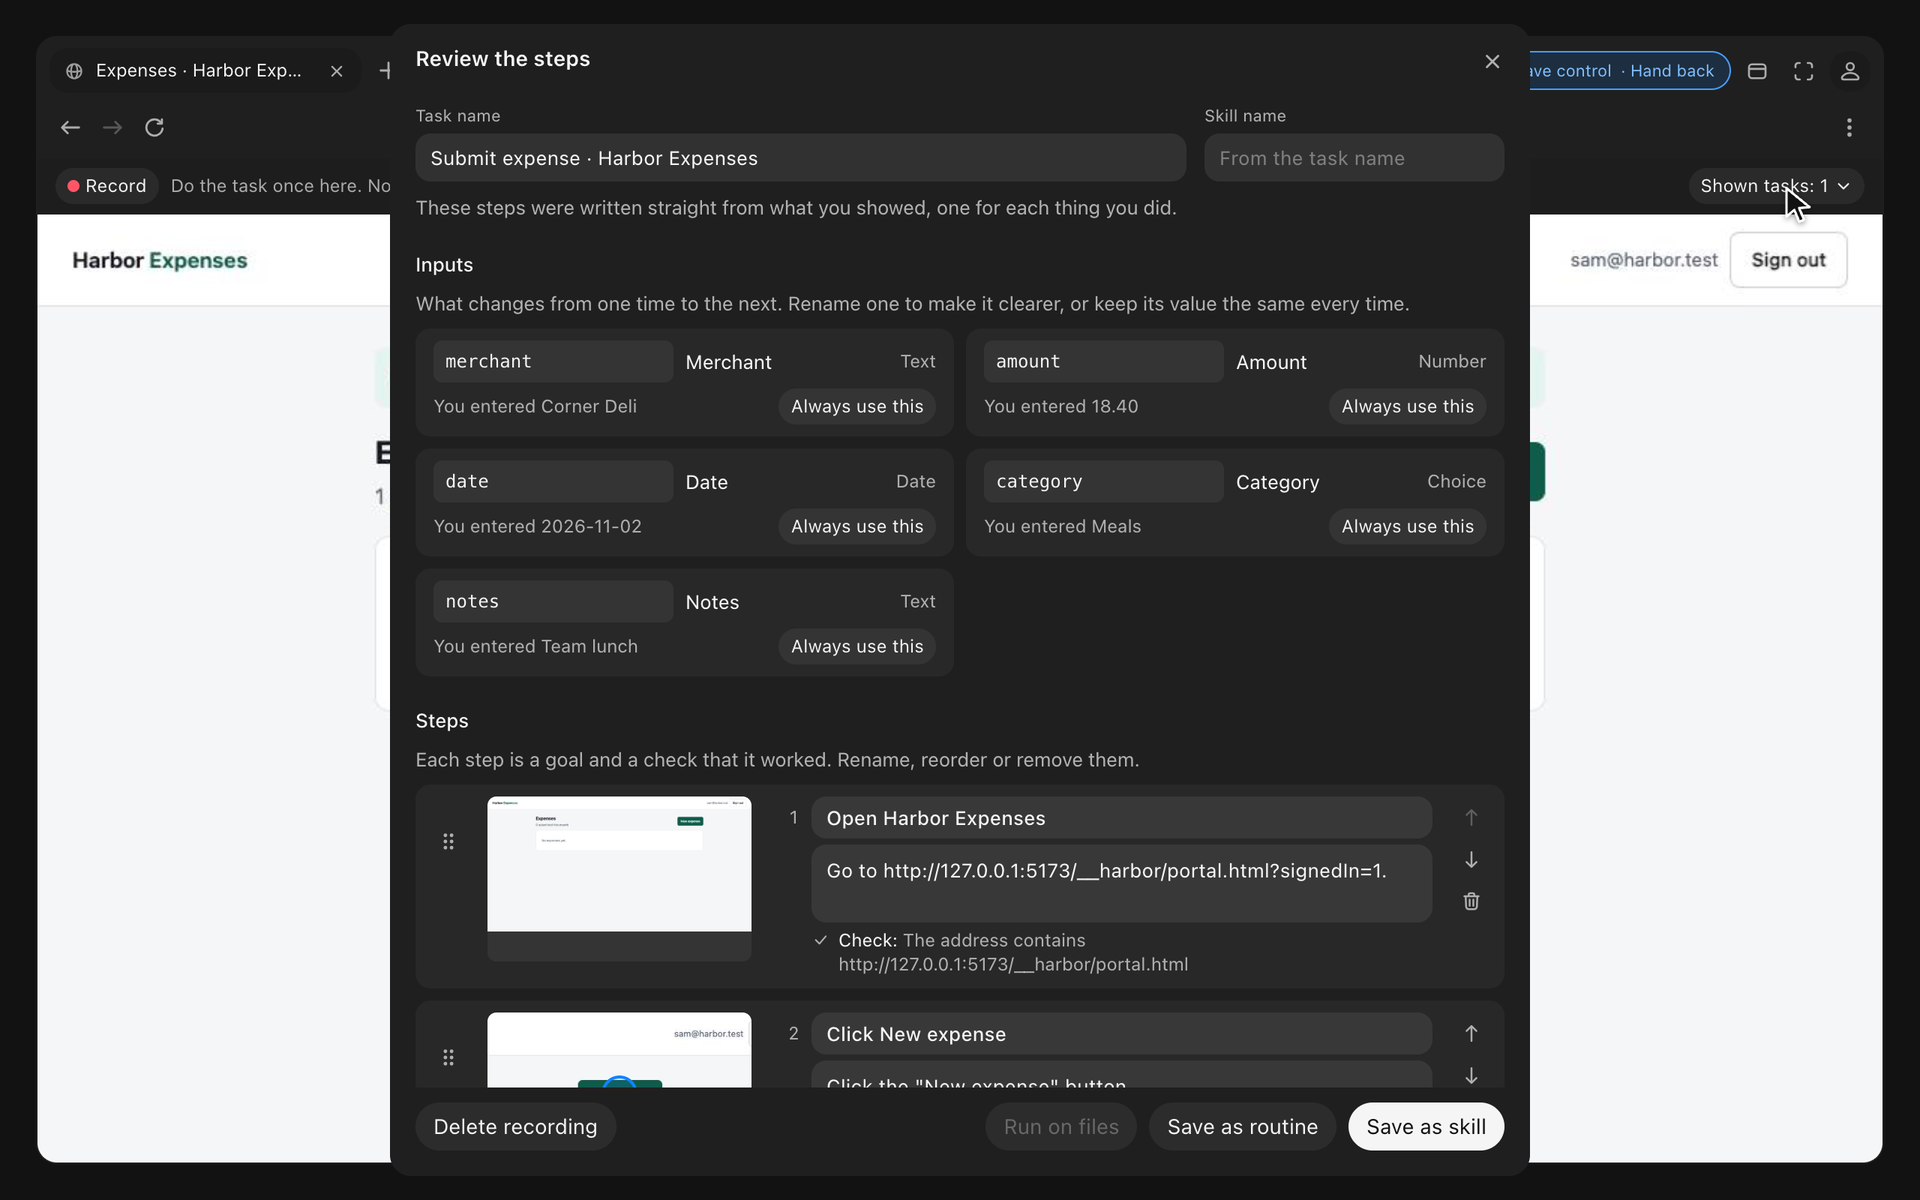 Expenses · Harbor Exp...
Review the steps
ave control · Hand back
Task name
Skill name
Submit expense · Harbor Expenses
From the task name
Record
Do the task once here. No
Shown tasks: 1
These steps were written straight from what you showed, one for each thing you did.
Harbor Expenses
sam@harbor.test
Sign out
Inputs
What changes from one time to the next. Rename one to make it clearer, or keep its value the same every time.
merchant
Merchant
Text
You entered Corner Deli
Always use this
amount
Amount
Number
You entered 18.40
Always use this
date
Date
Date
You entered 2026-11-02
Always use this
category
Category
Choice
You entered Meals
Always use this
notes
Notes
Text
You entered Team lunch
Always use this
E
1
Steps
Each step is a goal and a check that it worked. Rename, reorder or remove them.
Harbor Expenses
Expenses
1
Open Harbor Expenses
Go to http://127.0.0.1:5173/__harbor/portal.html?signedIn=1.
Check: The address contains
http://127.0.0.1:5173/__harbor/portal.html
sam@harbor.test
2
Click New expense
Click the "New expense" button
Delete recording
Run on files
Save as routine
Save as skill